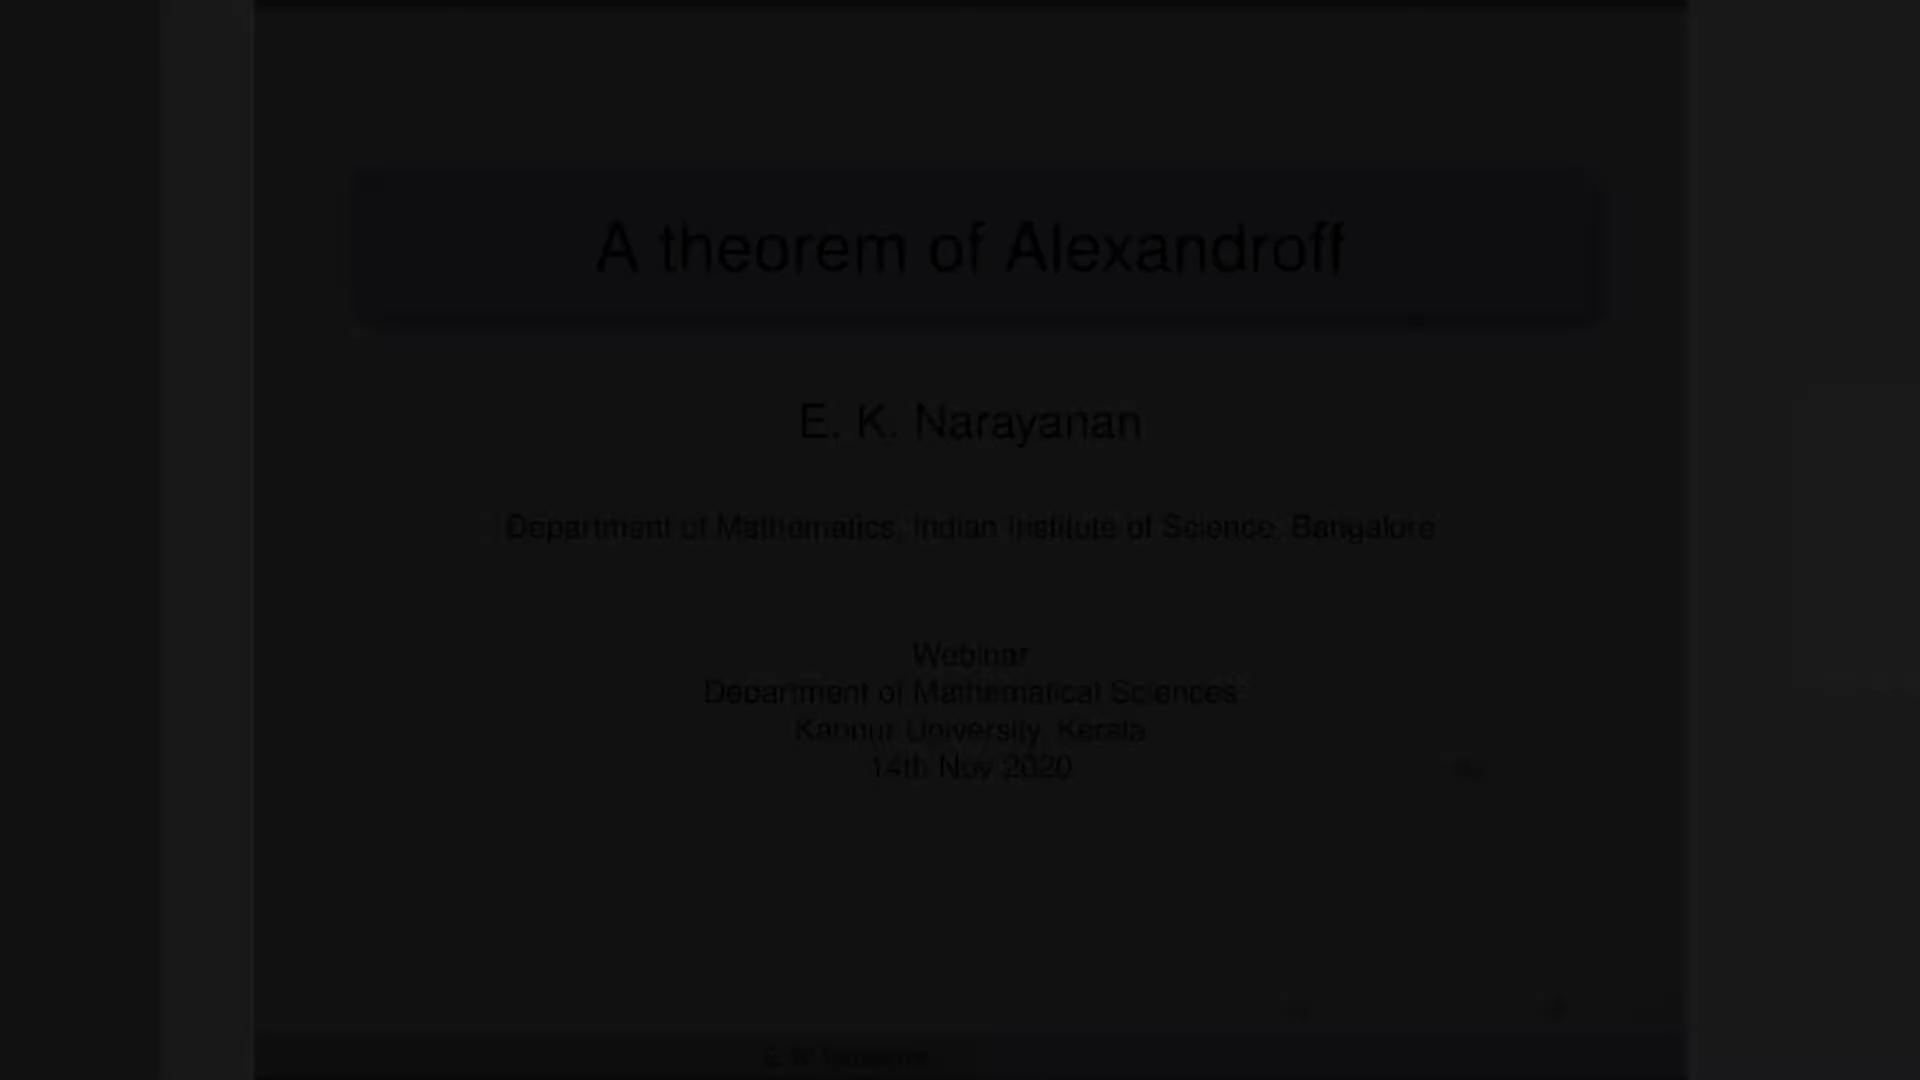 A theorem of Alexandroff
E. K. Narayanan
Department of Mathematics, Indian Institute of Science, Bangalore
Webinar
Department of Mathematical Sciences
Kannur University, Kerala
14th Nov 2020
E. K. Narayanan